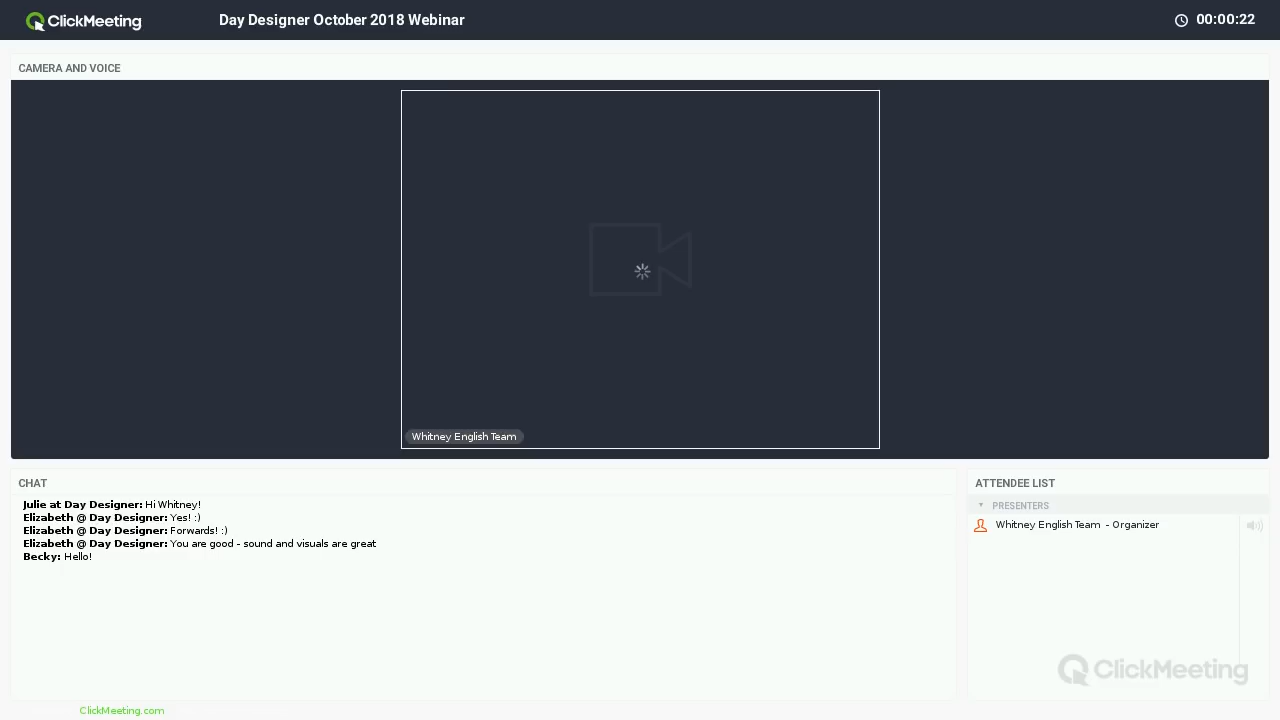 ClickMeeting
Day Designer October 2018 Webinar
00:00:22
CAMERA AND VOICE
Whitney English Team
CHAT
Julie at Day Designer: Hi Whitney!
Elizabeth @ Day Designer: Yes! :)
Elizabeth @ Day Designer: Forwards! :)
Elizabeth @ Day Designer: You are good - sound and visuals are great
Becky: Hello!
ATTENDEE LIST
PRESENTERS
Whitney English Team - Organizer
ClickMeeting
ClickMeeting.com